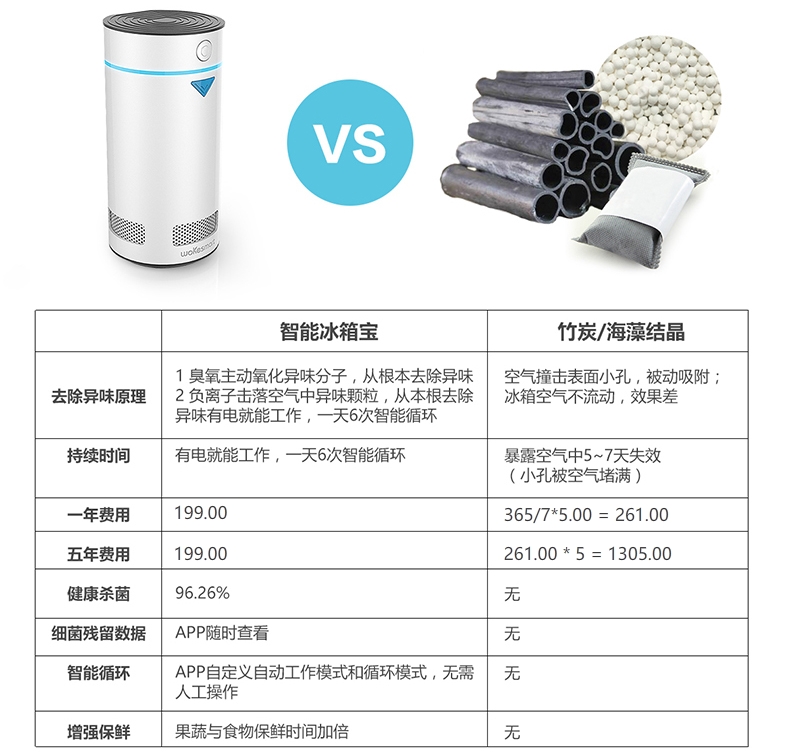 VS
wakesmart
智能冰箱宝
竹炭/海藻结晶
去除异味原理
1 臭氧主动氧化异味分子，从根本去除异味
2 负离子击落空气中异味颗粒，从本根去除
异味有电就能工作，一天6次智能循环
空气撞击表面小孔，被动吸附；
冰箱空气不流动，效果差
持续时间
有电就能工作，一天6次智能循环
暴露空气中5~7天失效
（小孔被空气堵满）
一年费用
199.00
365/7*5.00 = 261.00
五年费用
199.00
261.00 * 5 = 1305.00
健康杀菌
96.26%
无
细菌残留数据
APP随时查看
无
智能循环
APP自定义自动工作模式和循环模式，无需
人工操作
无
增强保鲜
果蔬与食物保鲜时间加倍
无